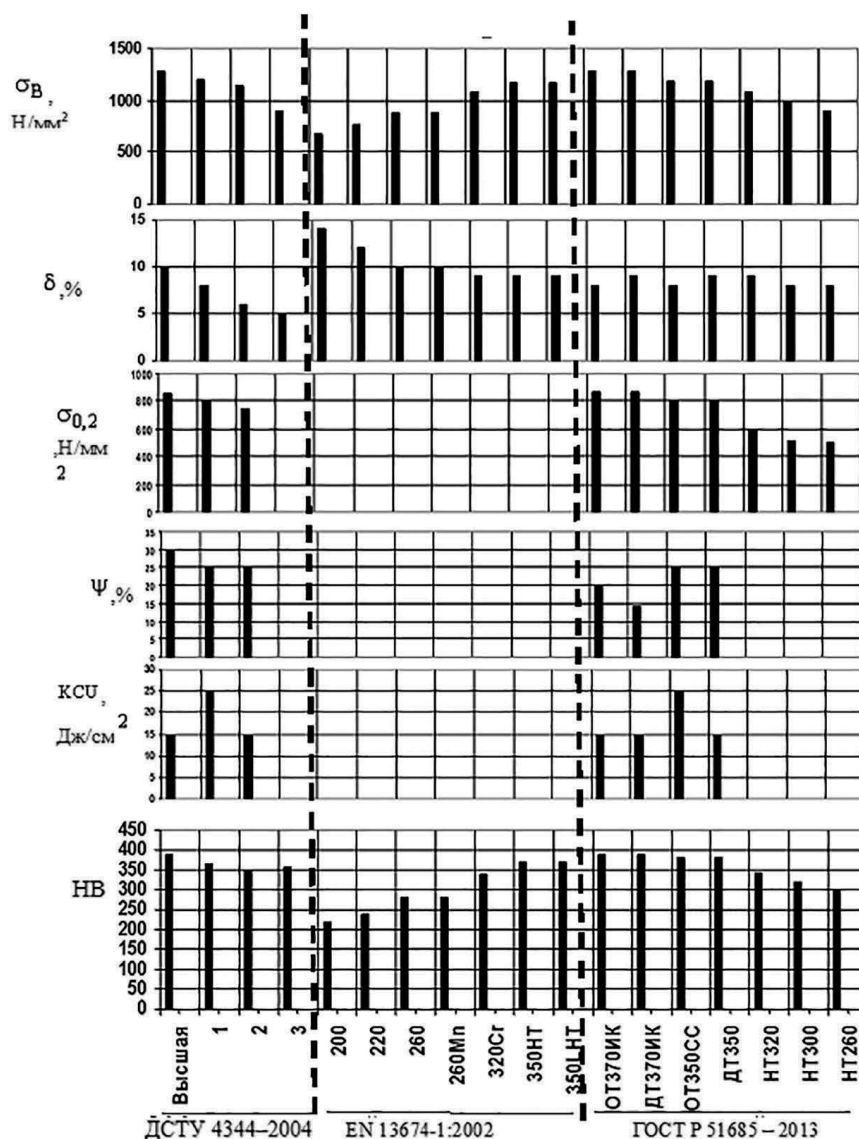 1500
1000
500
0
σВ,
Н/мм²
15
10
5
0
δ,%
1000
800
600
400
200
0
σ0,2
,Н/мм
2
35
30
25
20
15
10
5
0
Ψ,%
30
25
20
15
10
5
0
KCU,
Дж/см2
450
400
350
300
250
200
150
100
50
0
НВ
Высшая
1
2
3
200
220
260
260Mn
320Cr
350HT
350LHT
ОТ370ИК
ДТ370ИК
ОТ350СС
ДТ350
НТ320
НТ300
НТ260
ДСТУ 4344–2004 EN 13674-1:2002 ГОСТ Р 51685 – 2013